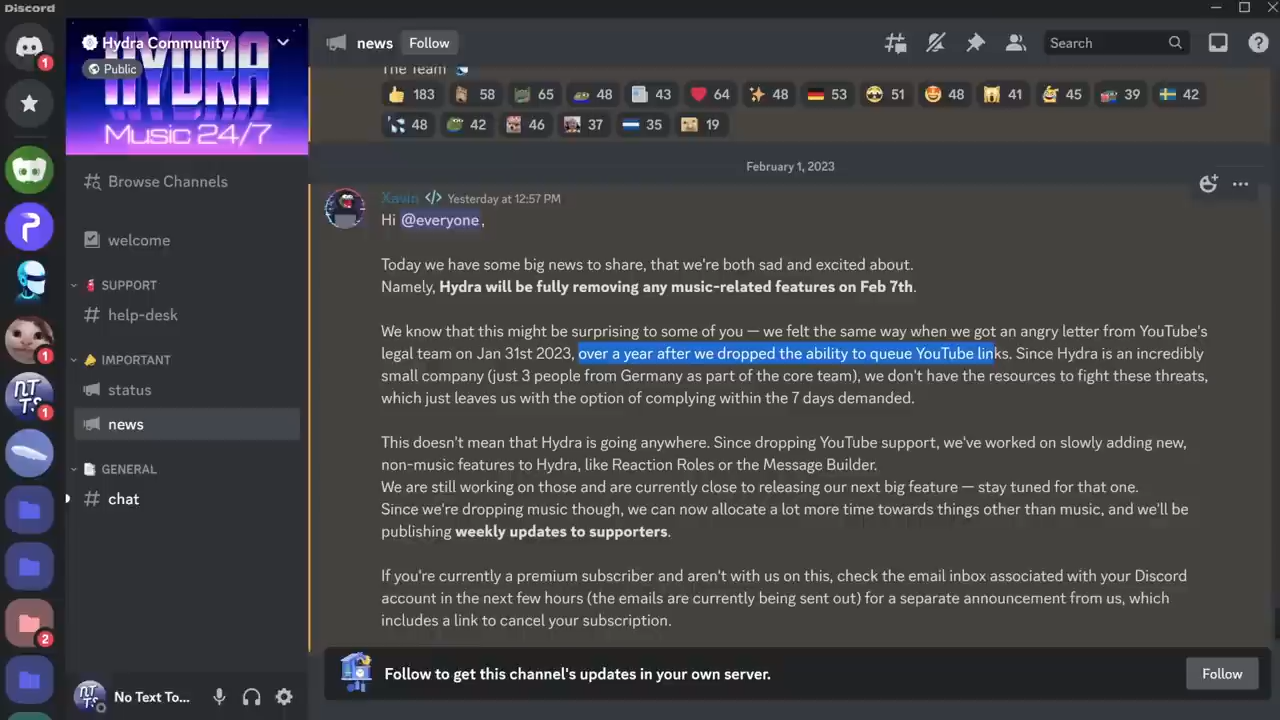 Discord
Hydra Community
Public
HYDRA
Music 24/7
Browse Channels
welcome
SUPPORT
help-desk
IMPORTANT
status
news
GENERAL
chat
1
1
1
2
No Text To...
news
Follow
Search
The Team
183 58 65 48 43 64 48 53 51 48 41 45 39 42
48 42 46 37 35 19
February 1, 2023
Xavin Yesterday at 12:57 PM
Hi @everyone,
Today we have some big news to share, that we're both sad and excited about.
Namely, Hydra will be fully removing any music-related features on Feb 7th.
We know that this might be surprising to some of you — we felt the same way when we got an angry letter from YouTube's
legal team on Jan 31st 2023, over a year after we dropped the ability to queue YouTube links. Since Hydra is an incredibly
small company (just 3 people from Germany as part of the core team), we don't have the resources to fight these threats,
which just leaves us with the option of complying within the 7 days demanded.
This doesn't mean that Hydra is going anywhere. Since dropping YouTube support, we've worked on slowly adding new,
non-music features to Hydra, like Reaction Roles or the Message Builder.
We are still working on those and are currently close to releasing our next big feature — stay tuned for that one.
Since we're dropping music though, we can now allocate a lot more time towards things other than music, and we'll be
publishing weekly updates to supporters.
If you're currently a premium subscriber and aren't with us on this, check the email inbox associated with your Discord
account in the next few hours (the emails are currently being sent out) for a separate announcement from us, which
includes a link to cancel your subscription.
Follow to get this channel's updates in your own server.
Follow